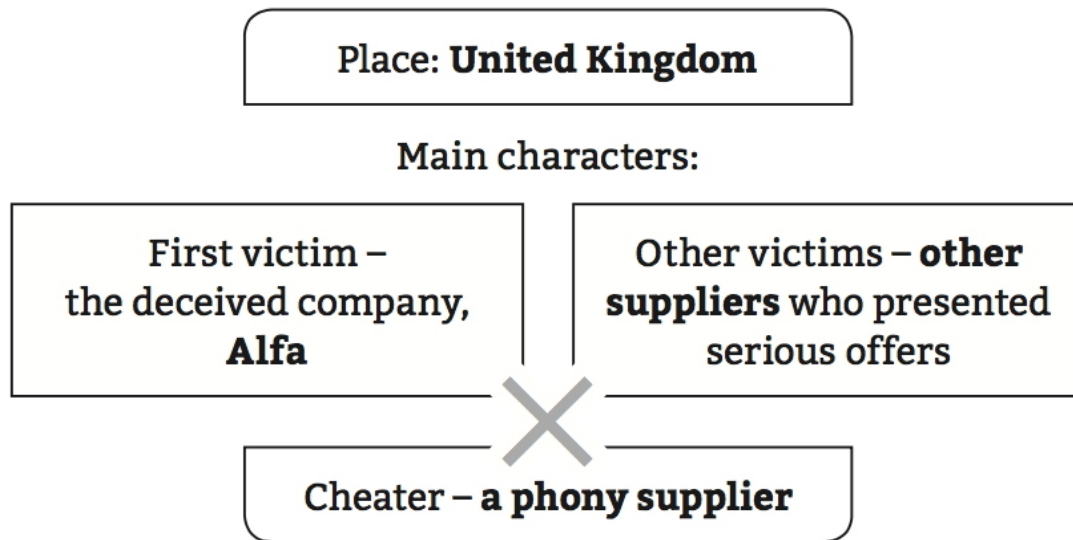 Place: United Kingdom
Main characters:
First victim –
the deceived company,
Alfa
Other victims – other
suppliers who presented
serious offers
Cheater – a phony supplier